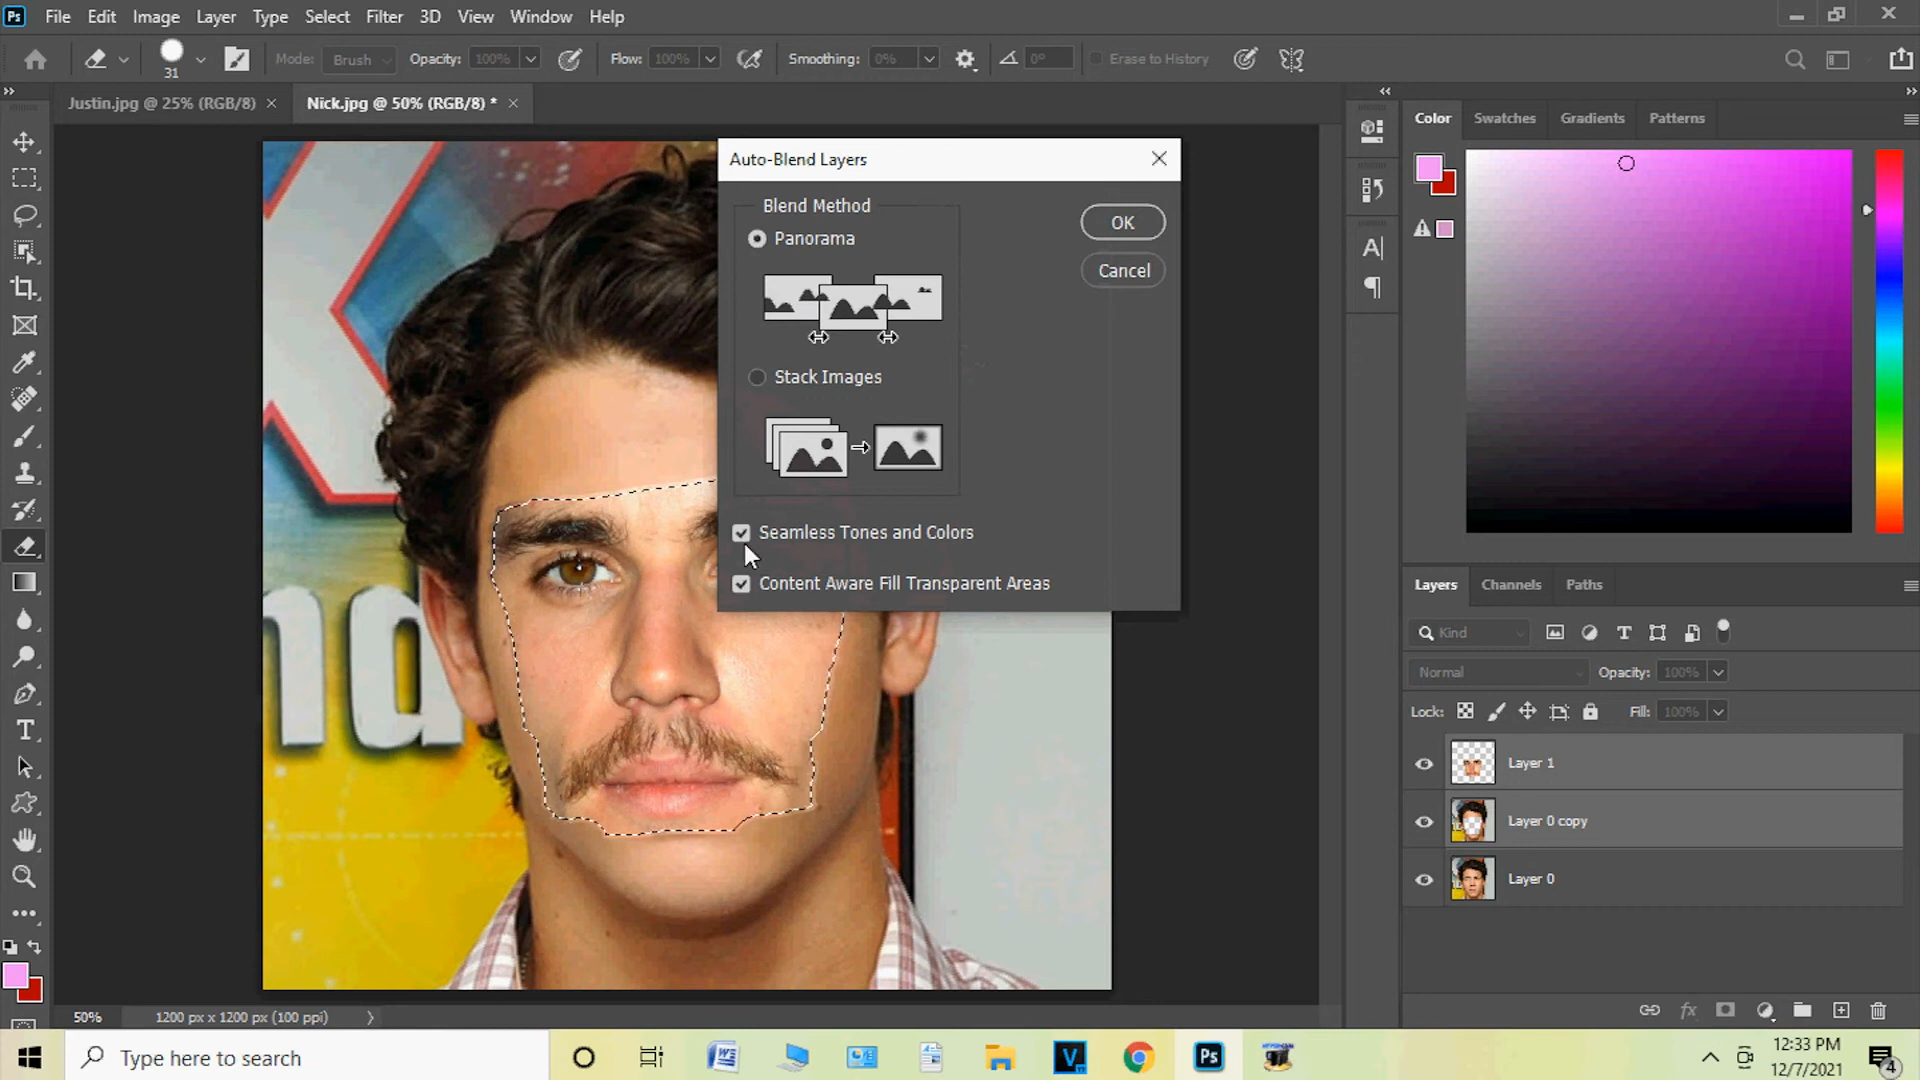 Ps File Edit Image Layer Type Select Filter 3D View Window Help
31 Mode: Brush Opacity: 100% Flow: 100% Smoothing: 0% 0° Erase to History
Justin.jpg @ 25% (RGB/8) Nick.jpg @ 50% (RGB/8) *
Auto-Blend Layers
Blend Method
Panorama
OK
Cancel
Stack Images
Seamless Tones and Colors
Content Aware Fill Transparent Areas
nd
Color Swatches Gradients Patterns
Layers Channels Paths
Kind
Normal Opacity: 100%
Lock: Fill: 100%
Layer 1
Layer 0 copy
Layer 0
50% 1200 px x 1200 px (100 ppi)
Type here to search
12:33 PM
12/7/2021
4